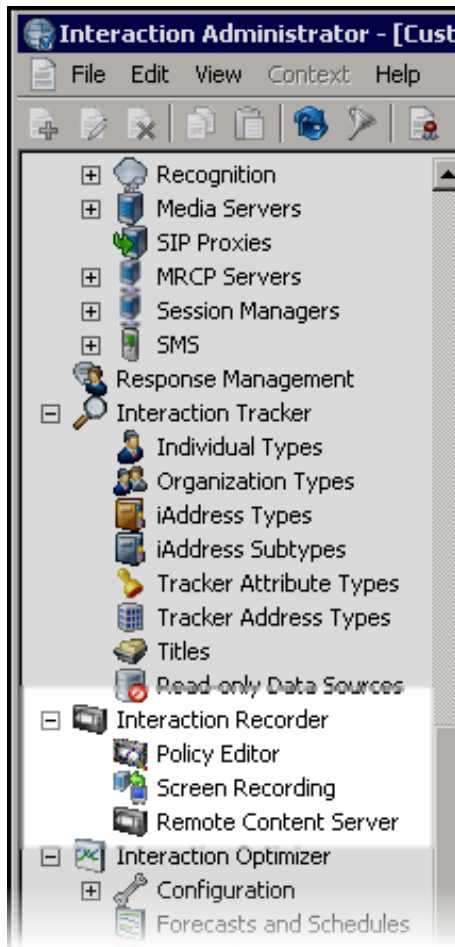 Interaction Administrator - [Cust
File Edit View Context Help
Recognition
Media Servers
SIP Proxies
MRCP Servers
Session Managers
SMS
Response Management
Interaction Tracker
Individual Types
Organization Types
iAddress Types
iAddress Subtypes
Tracker Attribute Types
Tracker Address Types
Titles
Read-only Data Sources
Interaction Recorder
Policy Editor
Screen Recording
Remote Content Server
Interaction Optimizer
Configuration
Forecasts and Schedules